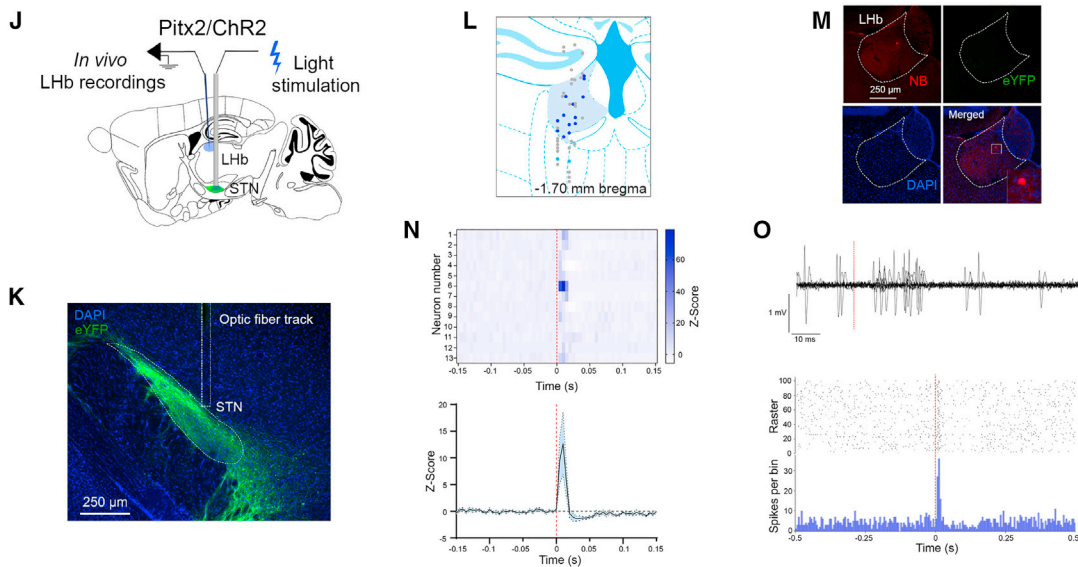 J
Pitx2/ChR2
In vivo
LHb recordings
Light
stimulation
LHb
STN
K
DAPI
eYFP
Optic fiber track
STN
250 µm
L
-1.70 mm bregma
M
LHb
NB
250 µm
eYFP
DAPI
Merged
N
Neuron number
1
2
3
4
5
6
7
8
9
10
11
12
13
-0.15 -0.1 -0.05 0 0.05 0.1 0.15
Time (s)
60
40
20
0
Z-Score
Z-Score
20
15
10
5
0
-5
-0.15 -0.1 -0.05 0 0.05 0.1 0.15
Time (s)
O
1 mV
10 ms
Raster
100
80
60
40
20
0
Spikes per bin
30
20
10
0
-0.5 -0.25 0 0.25 0.5
Time (s)